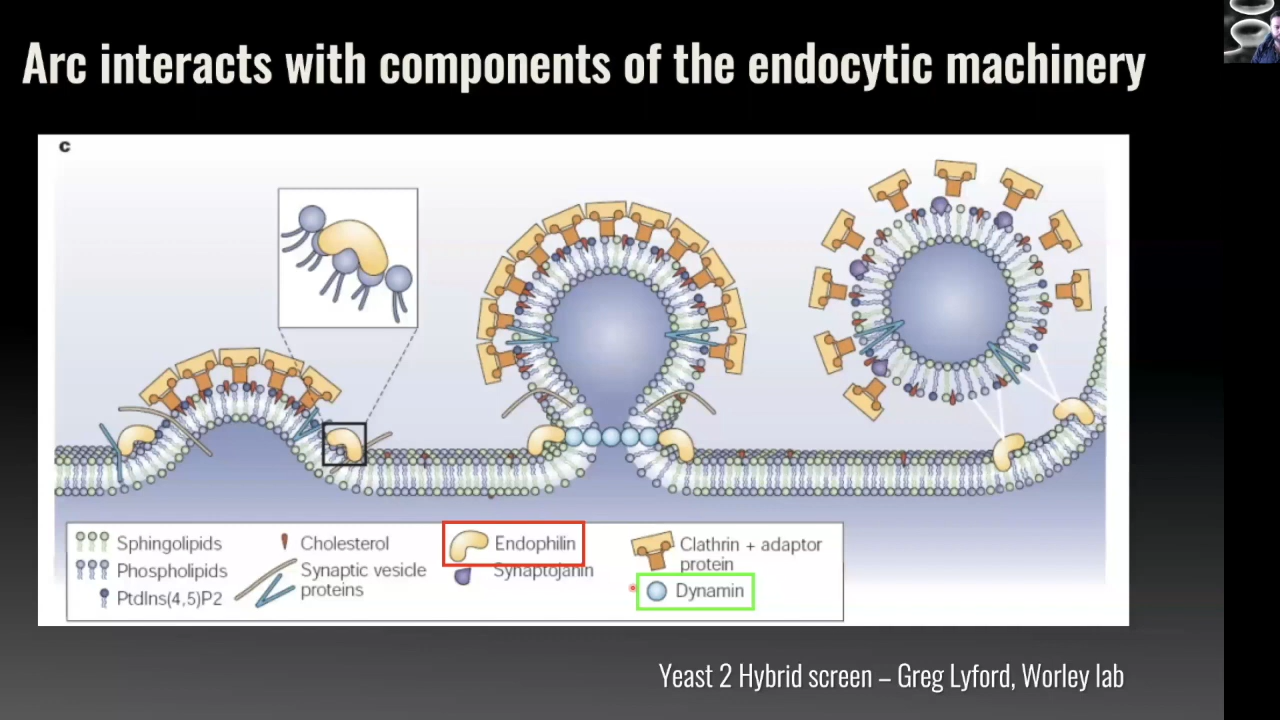 Arc interacts with components of the endocytic machinery
c
Sphingolipids
Phospholipids
PtdIns(4,5)P2
Cholesterol
Synaptic vesicle
proteins
Endophilin
Synaptojanin
Clathrin + adaptor
protein
Dynamin
Yeast 2 Hybrid screen – Greg Lyford, Worley lab